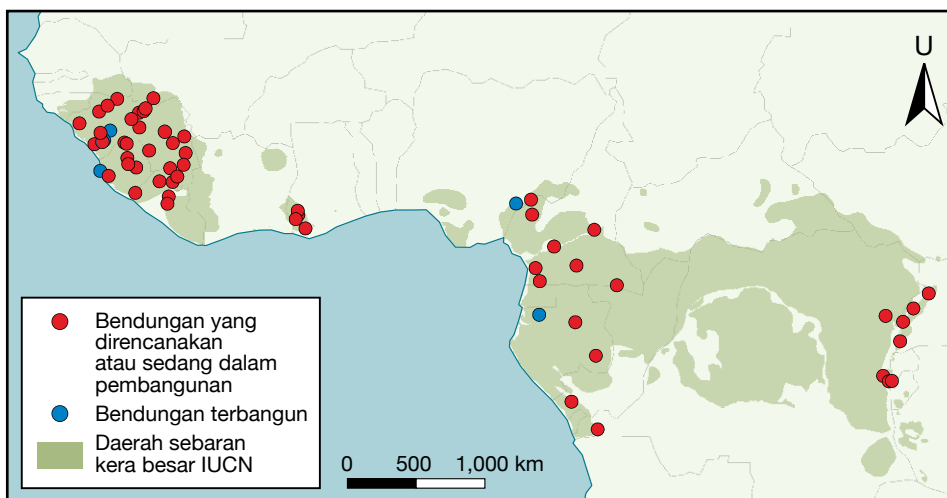 U
Bendungan yang
direncanakan
atau sedang dalam
pembangunan
Bendungan terbangun
Daerah sebaran
kera besar IUCN
0 500 1,000 km